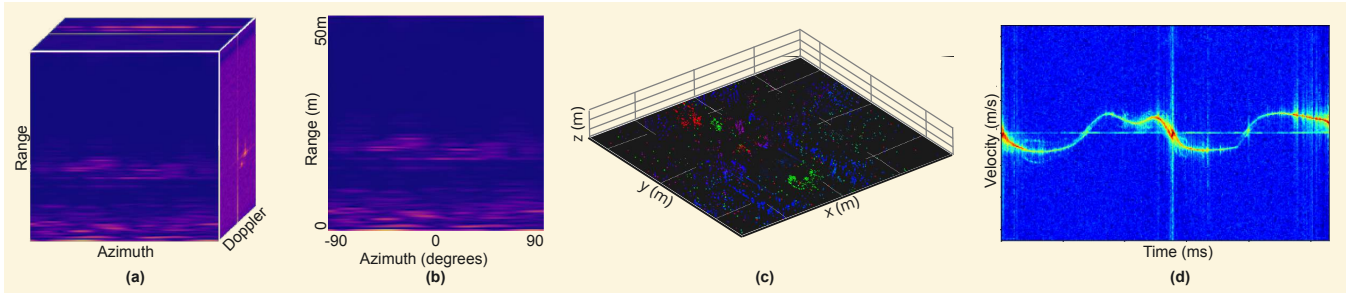 Range
Azimuth
Doppler
(a)
50m
Range (m)
0
-90
0
90
Azimuth (degrees)
(b)
z (m)
y (m)
x (m)
(c)
Velocity (m/s)
Time (ms)
(d)